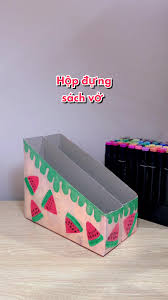 Hộp đựng
sách vở